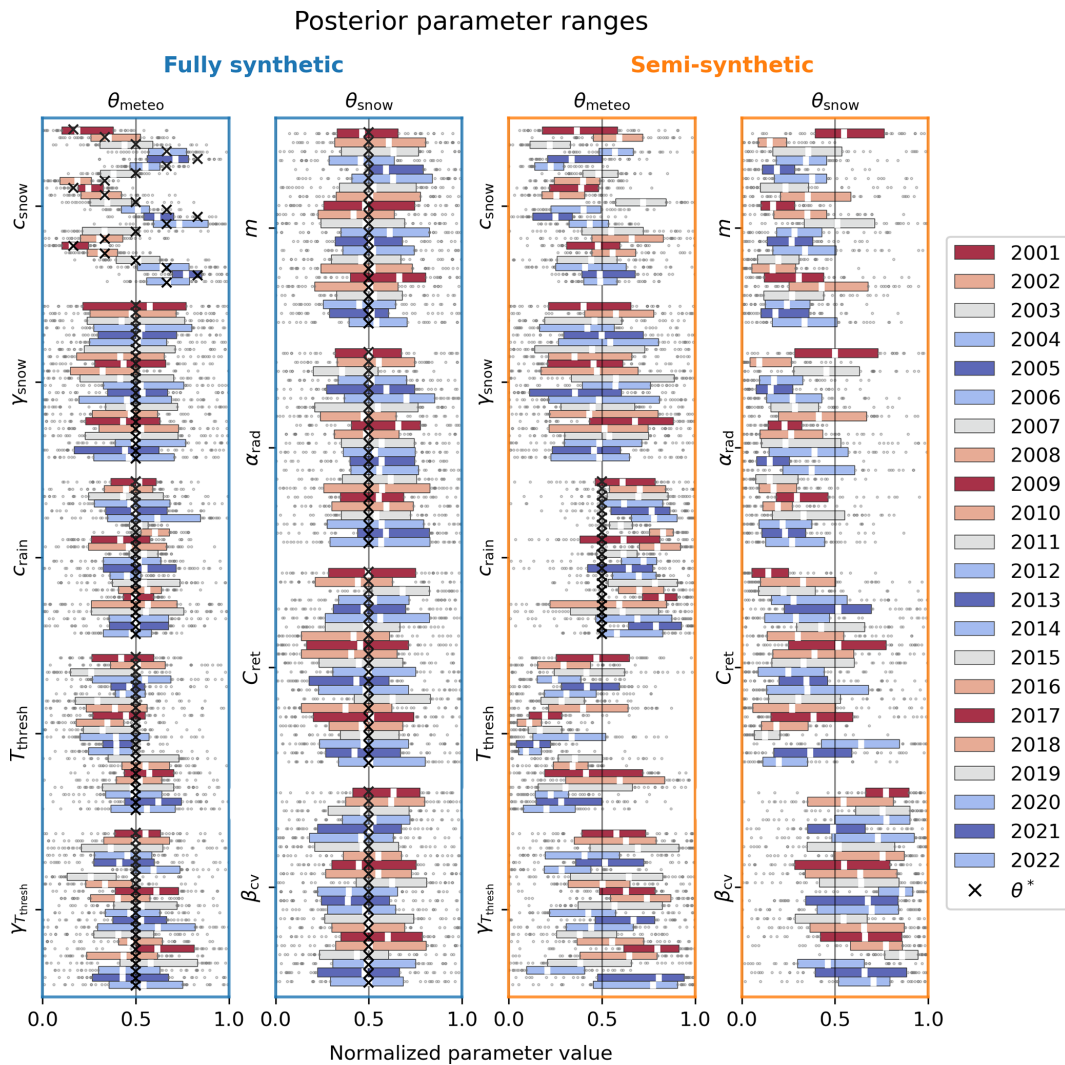 Posterior parameter ranges
Fully synthetic
Semi-synthetic
θmeteo
θsnow
θmeteo
θsnow
csnow
γsnow
crain
Tthresh
γTthresh
m
αrad
Cret
βcv
csnow
γsnow
crain
Tthresh
γTthresh
m
αrad
Cret
βcv
2001
2002
2003
2004
2005
2006
2007
2008
2009
2010
2011
2012
2013
2014
2015
2016
2017
2018
2019
2020
2021
2022
θ*
0.0 0.5 1.0
0.0 0.5 1.0
0.0 0.5 1.0
0.0 0.5 1.0
Normalized parameter value